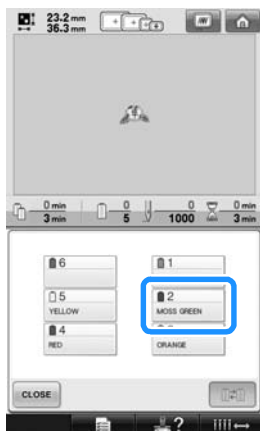 23.2 mm
36.3 mm
0 min
3 min
0
5
0
1000
0 min
3 min
6
1
5
YELLOW
2
MOSS GREEN
4
RED
ORANGE
CLOSE
?